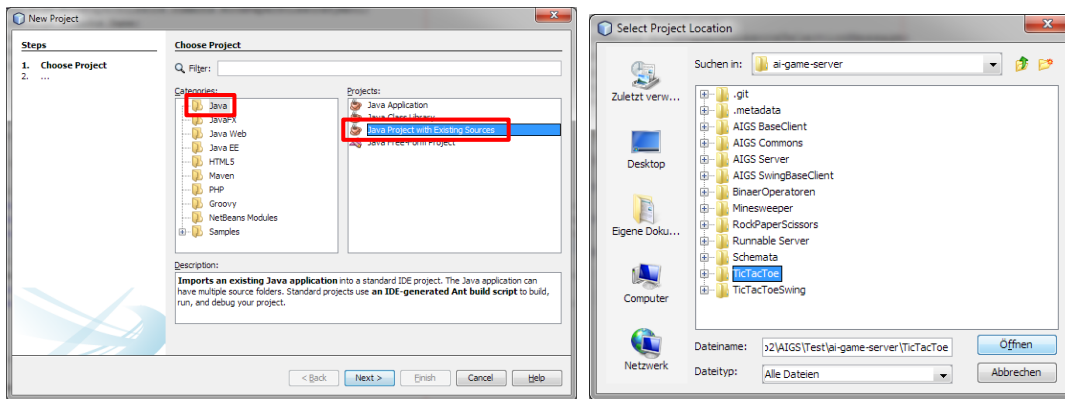 New Project
Steps
1. Choose Project
2. ...
Choose Project
Filter:
Categories:
Java
JavaFX
Java Web
Java EE
HTML5
Maven
PHP
Groovy
NetBeans Modules
Samples
Projects:
Java Application
Java Class Library
Java Project with Existing Sources
Java Free-Form Project
Description:
Imports an existing Java application into a standard IDE project. The Java application can
have multiple source folders. Standard projects use an IDE-generated Ant build script to build,
run, and debug your project.
< Back
Next >
Finish
Cancel
Help
Select Project Location
Suchen in:
ai-game-server
Zuletzt verw...
Desktop
Eigene Doku...
Computer
Netzwerk
.git
.metadata
AIGS BaseClient
AIGS Commons
AIGS Server
AIGS SwingBaseClient
BinaerOperatoren
Minesweeper
RockPaperScissors
Runnable Server
Schemata
TicTacToe
TicTacToeSwing
Dateiname:
2\AIGS\Test\ai-game-server\TicTacToe
Öffnen
Dateityp:
Alle Dateien
Abbrechen